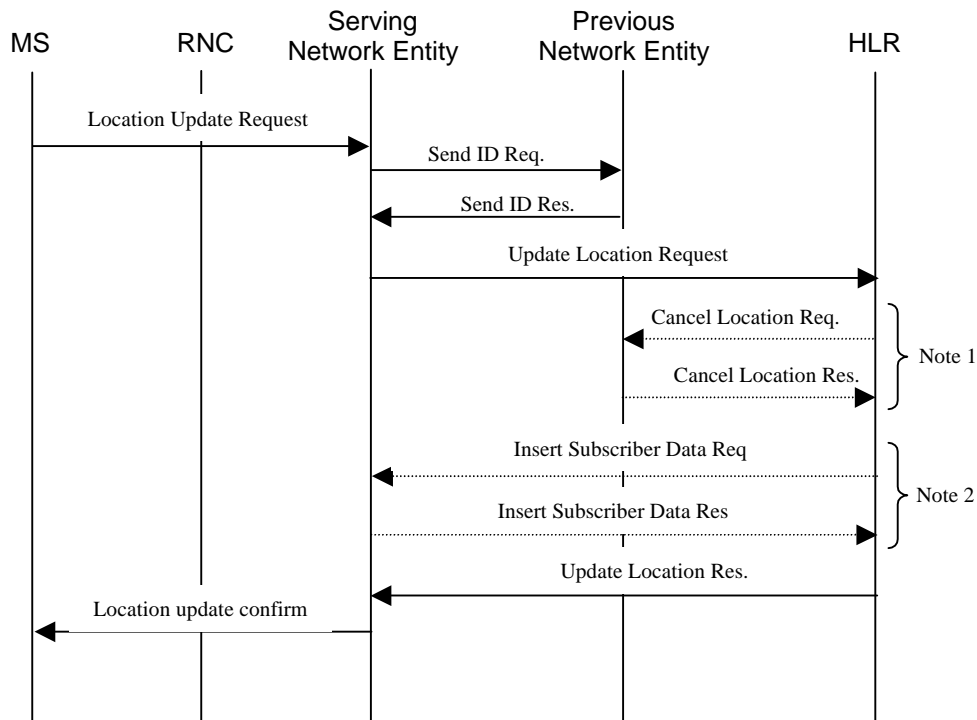 MS
RNC
Serving
Network Entity
Previous
Network Entity
HLR
Location Update Request
Send ID Req.
Send ID Res.
Update Location Request
Cancel Location Req.
Cancel Location Res.
Note 1
Insert Subscriber Data Req
Insert Subscriber Data Res
Note 2
Update Location Res.
Location update confirm